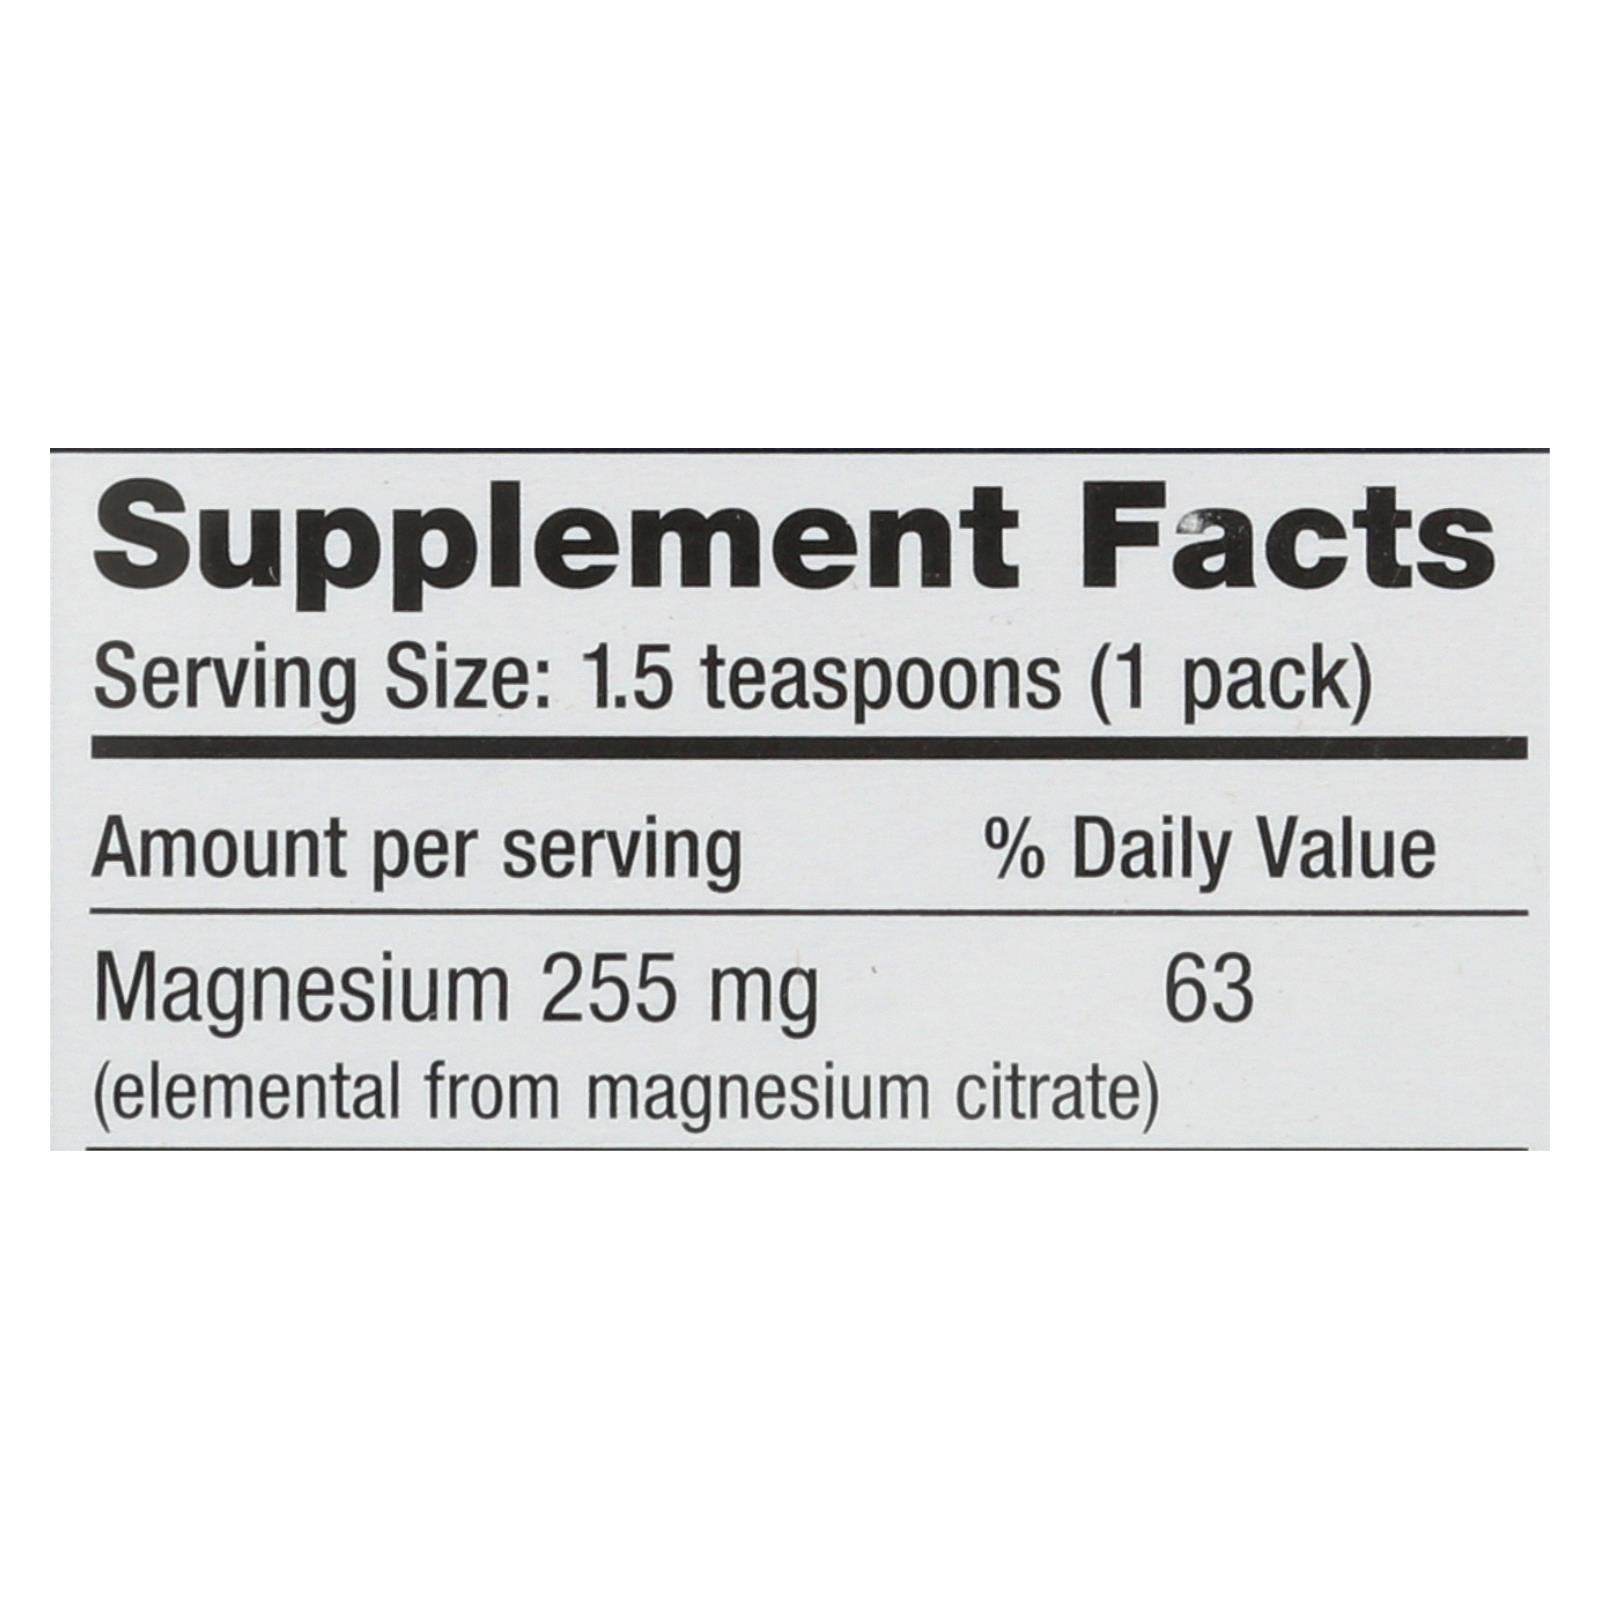 Supplement Facts
Serving Size: 1.5 teaspoons (1 pack)
Amount per serving % Daily Value
Magnesium 255 mg 63
(elemental from magnesium citrate)